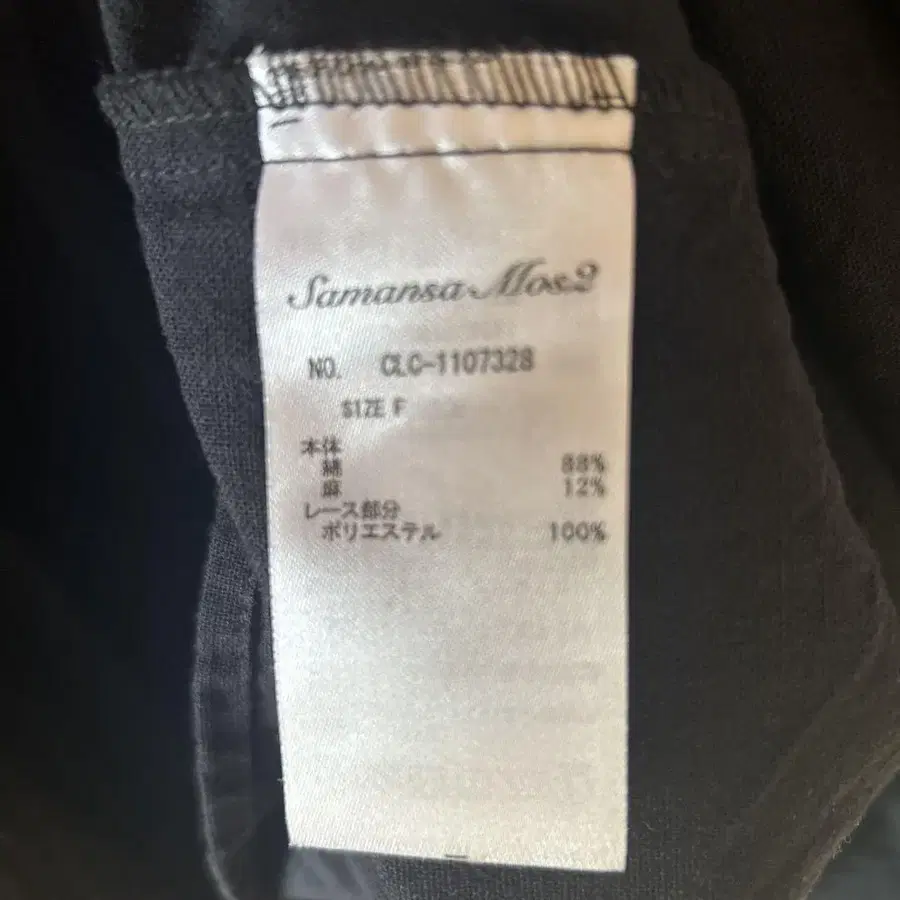 Samansa Mos2
NO. CLC-1107328
SIZE F
本体
綿 88%
麻 12%
レース部分
ポリエステル 100%